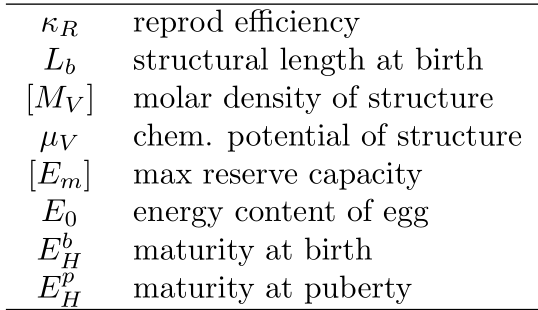 κ_R reprod efficiency
L_b structural length at birth
[M_V] molar density of structure
μ_V chem. potential of structure
[E_m] max reserve capacity
E_0 energy content of egg
E_H^b maturity at birth
E_H^p maturity at puberty